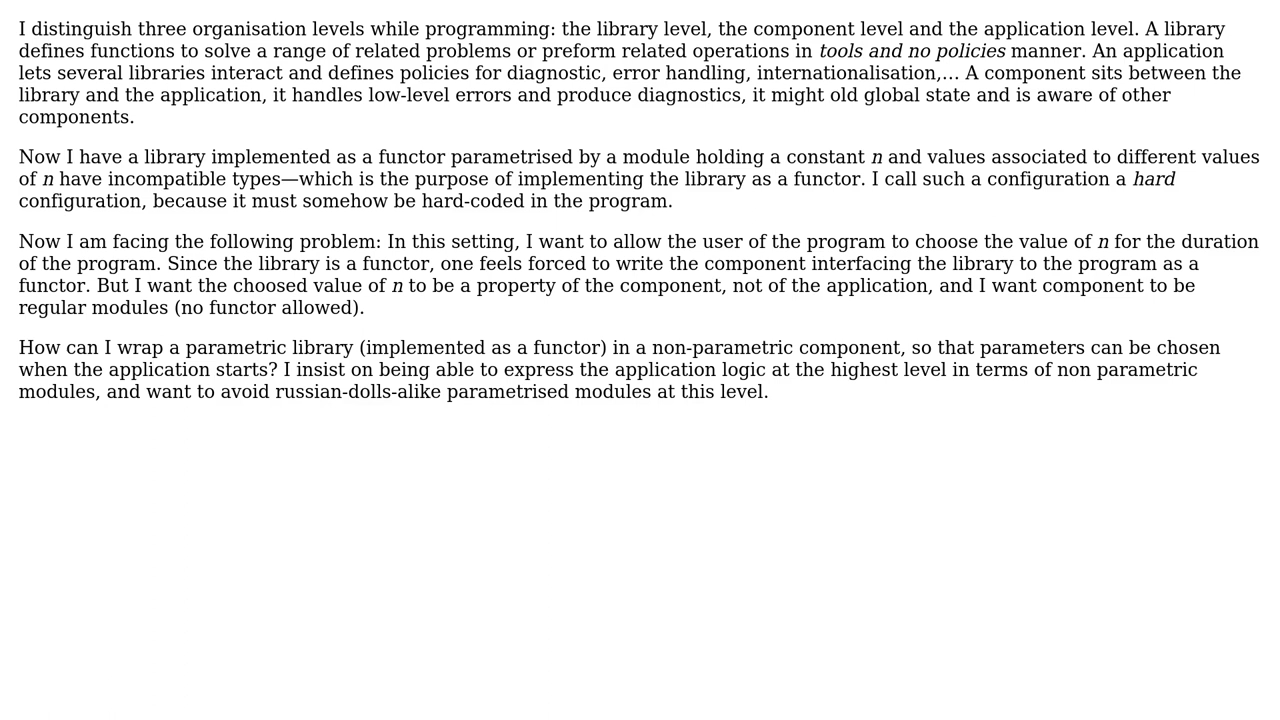 I distinguish three organisation levels while programming: the library level, the component level and the application level. A library
defines functions to solve a range of related problems or preform related operations in tools and no policies manner. An application
lets several libraries interact and defines policies for diagnostic, error handling, internationalisation,… A component sits between the
library and the application, it handles low-level errors and produce diagnostics, it might old global state and is aware of other
components.
Now I have a library implemented as a functor parametrised by a module holding a constant n and values associated to different values
of n have incompatible types—which is the purpose of implementing the library as a functor. I call such a configuration a hard
configuration, because it must somehow be hard-coded in the program.
Now I am facing the following problem: In this setting, I want to allow the user of the program to choose the value of n for the duration
of the program. Since the library is a functor, one feels forced to write the component interfacing the library to the program as a
functor. But I want the choosed value of n to be a property of the component, not of the application, and I want component to be
regular modules (no functor allowed).
How can I wrap a parametric library (implemented as a functor) in a non-parametric component, so that parameters can be chosen
when the application starts? I insist on being able to express the application logic at the highest level in terms of non parametric
modules, and want to avoid russian-dolls-alike parametrised modules at this level.